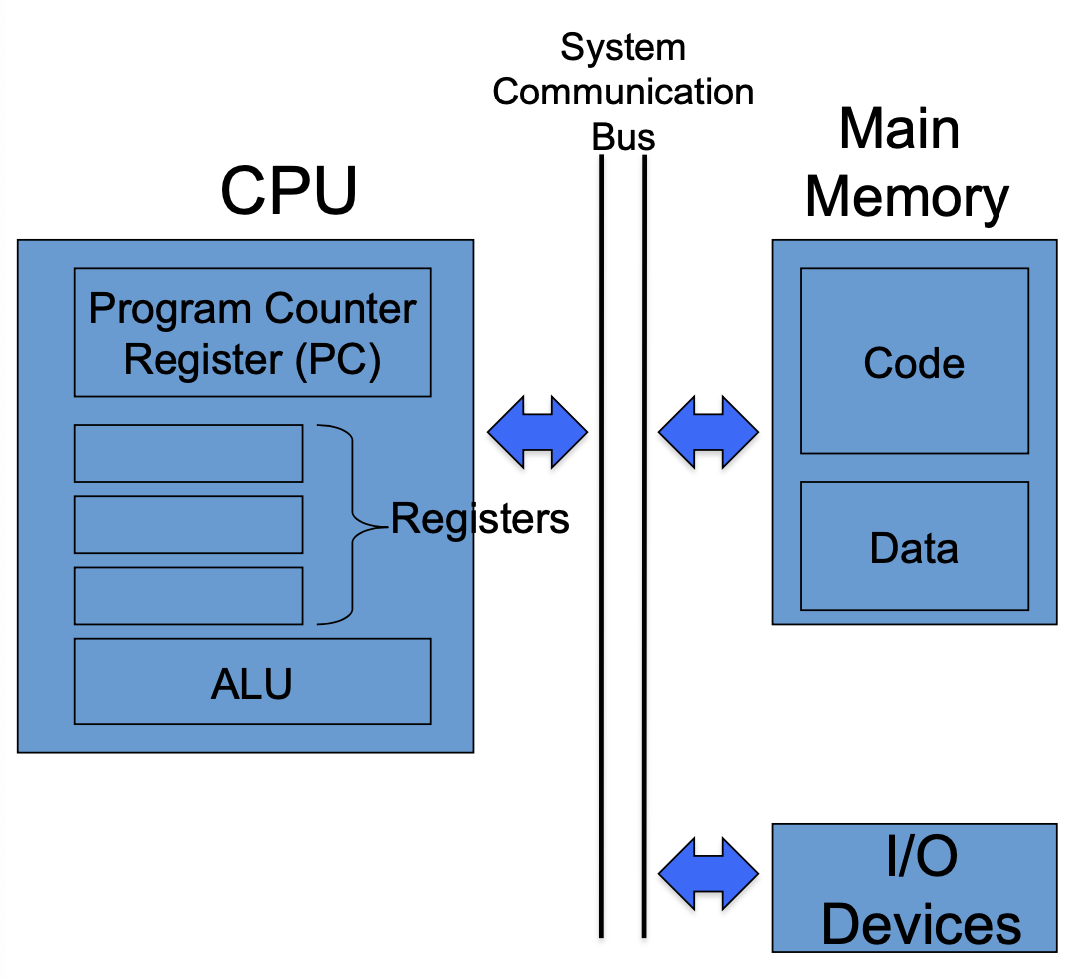 System
Communication
Bus
Main
Memory
CPU
Program Counter
Register (PC)
Code
Registers
Data
ALU
I/O
Devices